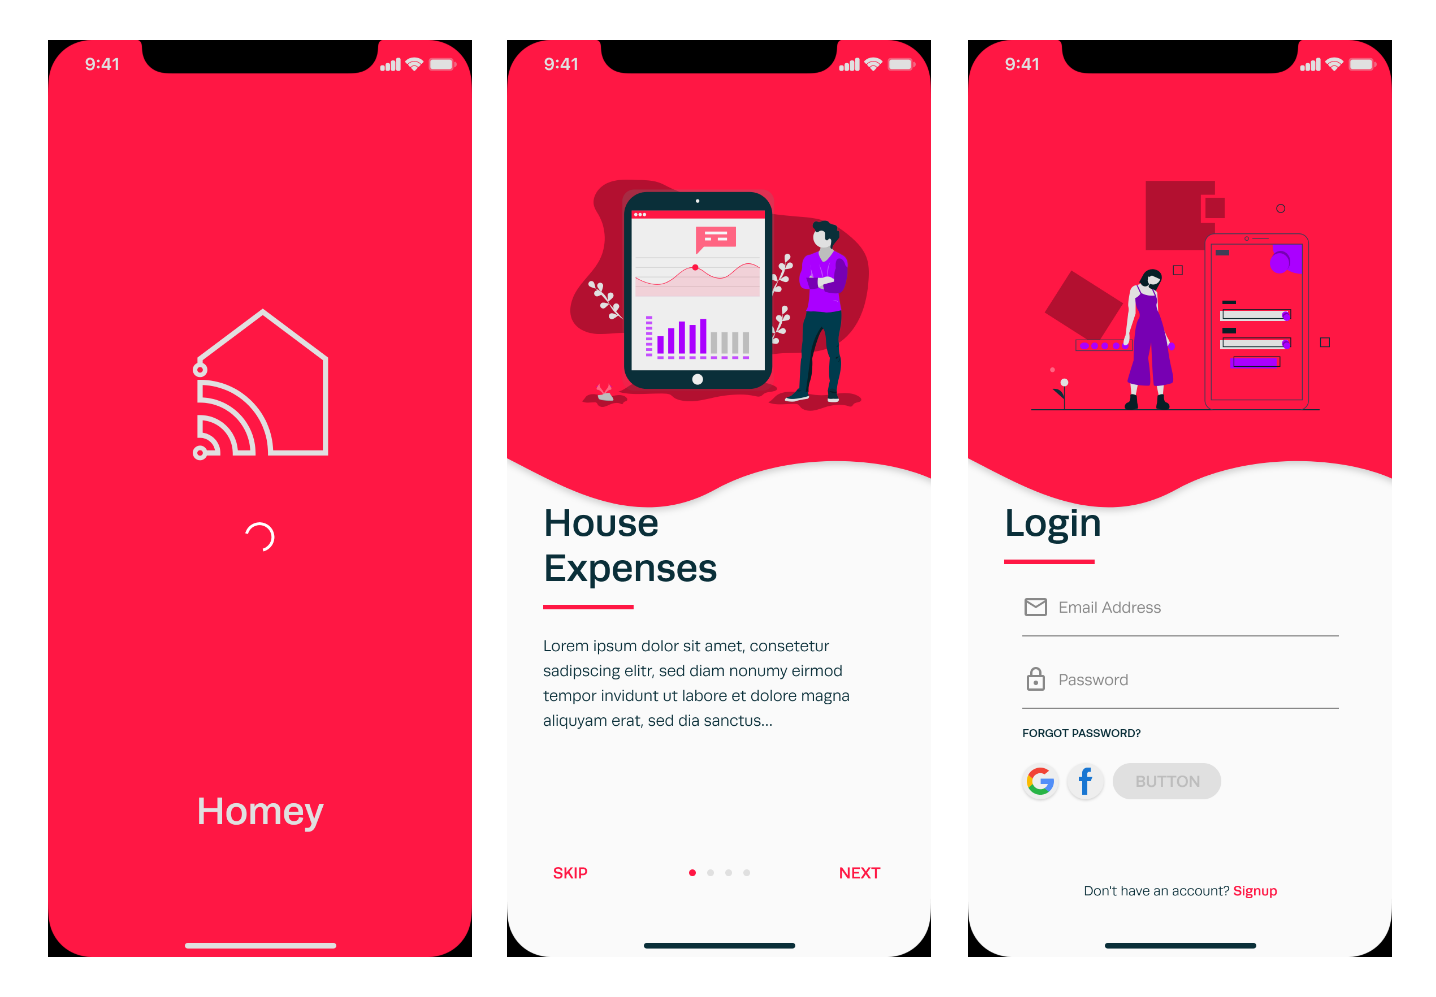 9:41
Homey
9:41
House
Expenses
Lorem ipsum dolor sit amet, consetetur
sadipscing elitr, sed diam nonumy eirmod
tempor invidunt ut labore et dolore magna
aliquyam erat, sed dia sanctus...
SKIP
NEXT
9:41
Login
Email Address
Password
FORGOT PASSWORD?
BUTTON
Don't have an account? Signup